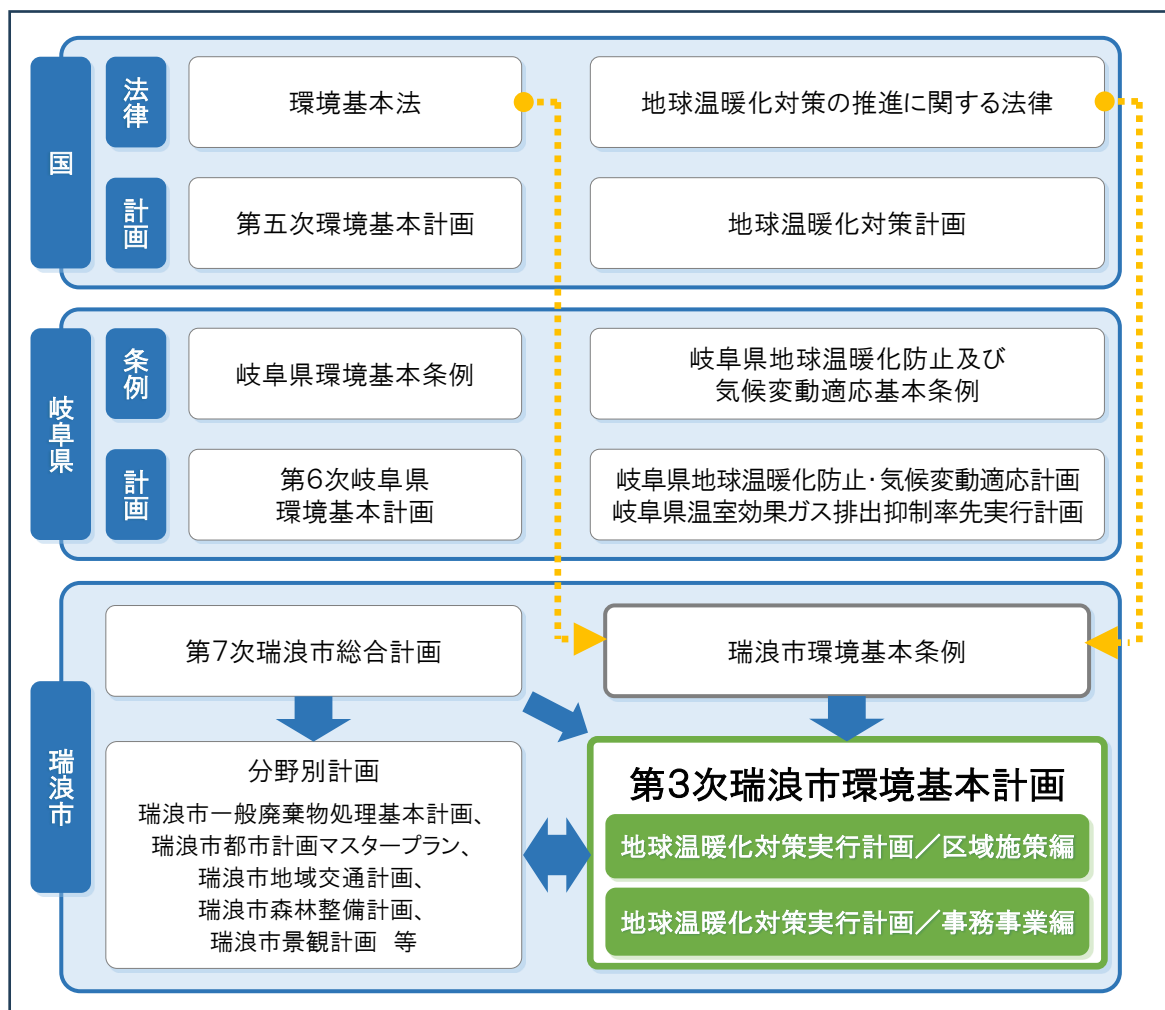 国
法律
環境基本法
地球温暖化対策の推進に関する法律
計画
第五次環境基本計画
地球温暖化対策計画
岐阜県
条例
岐阜県環境基本条例
岐阜県地球温暖化防止及び
気候変動適応基本条例
計画
第6次岐阜県
環境基本計画
岐阜県地球温暖化防止・気候変動適応計画
岐阜県温室効果ガス排出抑制率先実行計画
瑞浪市
第7次瑞浪市総合計画
瑞浪市環境基本条例
分野別計画
瑞浪市一般廃棄物処理基本計画、
瑞浪市都市計画マスタープラン、
瑞浪市地域交通計画、
瑞浪市森林整備計画、
瑞浪市景観計画 等
第3次瑞浪市環境基本計画
地球温暖化対策実行計画／区域施策編
地球温暖化対策実行計画／事務事業編